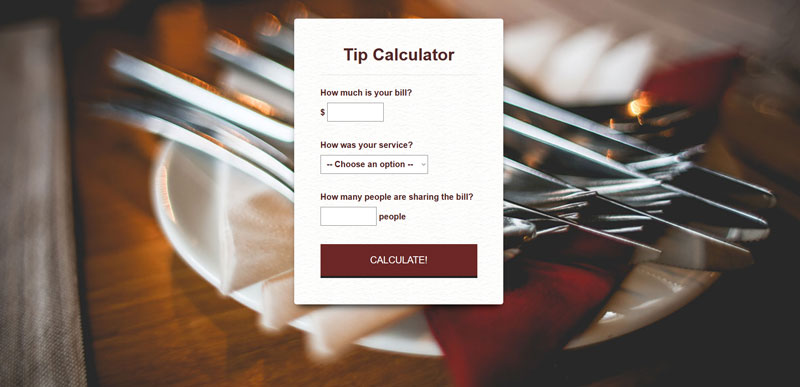 Tip Calculator
How much is your bill?
$
How was your service?
-- Choose an option --
How many people are sharing the bill?
people
CALCULATE!